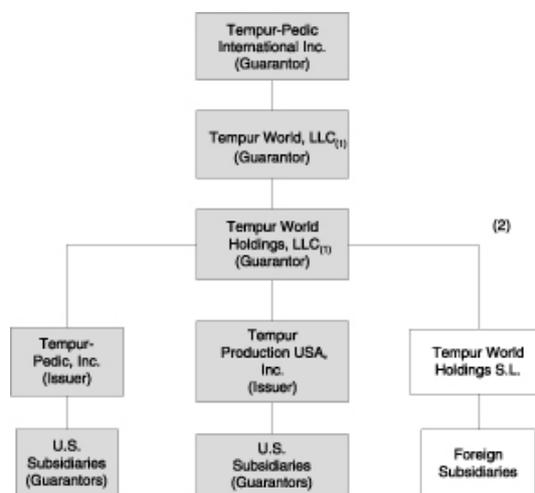 Tempur-Pedic
International Inc.
(Guarantor)
Tempur World, LLC(1)
(Guarantor)
Tempur World
Holdings, LLC(1)
(Guarantor)
(2)
Tempur-
Pedic, Inc.
(Issuer)
Tempur
Production USA,
Inc.
(Issuer)
Tempur World
Holdings S.L.
U.S.
Subsidiaries
(Guarantors)
U.S.
Subsidiaries
(Guarantors)
Foreign
Subsidiaries